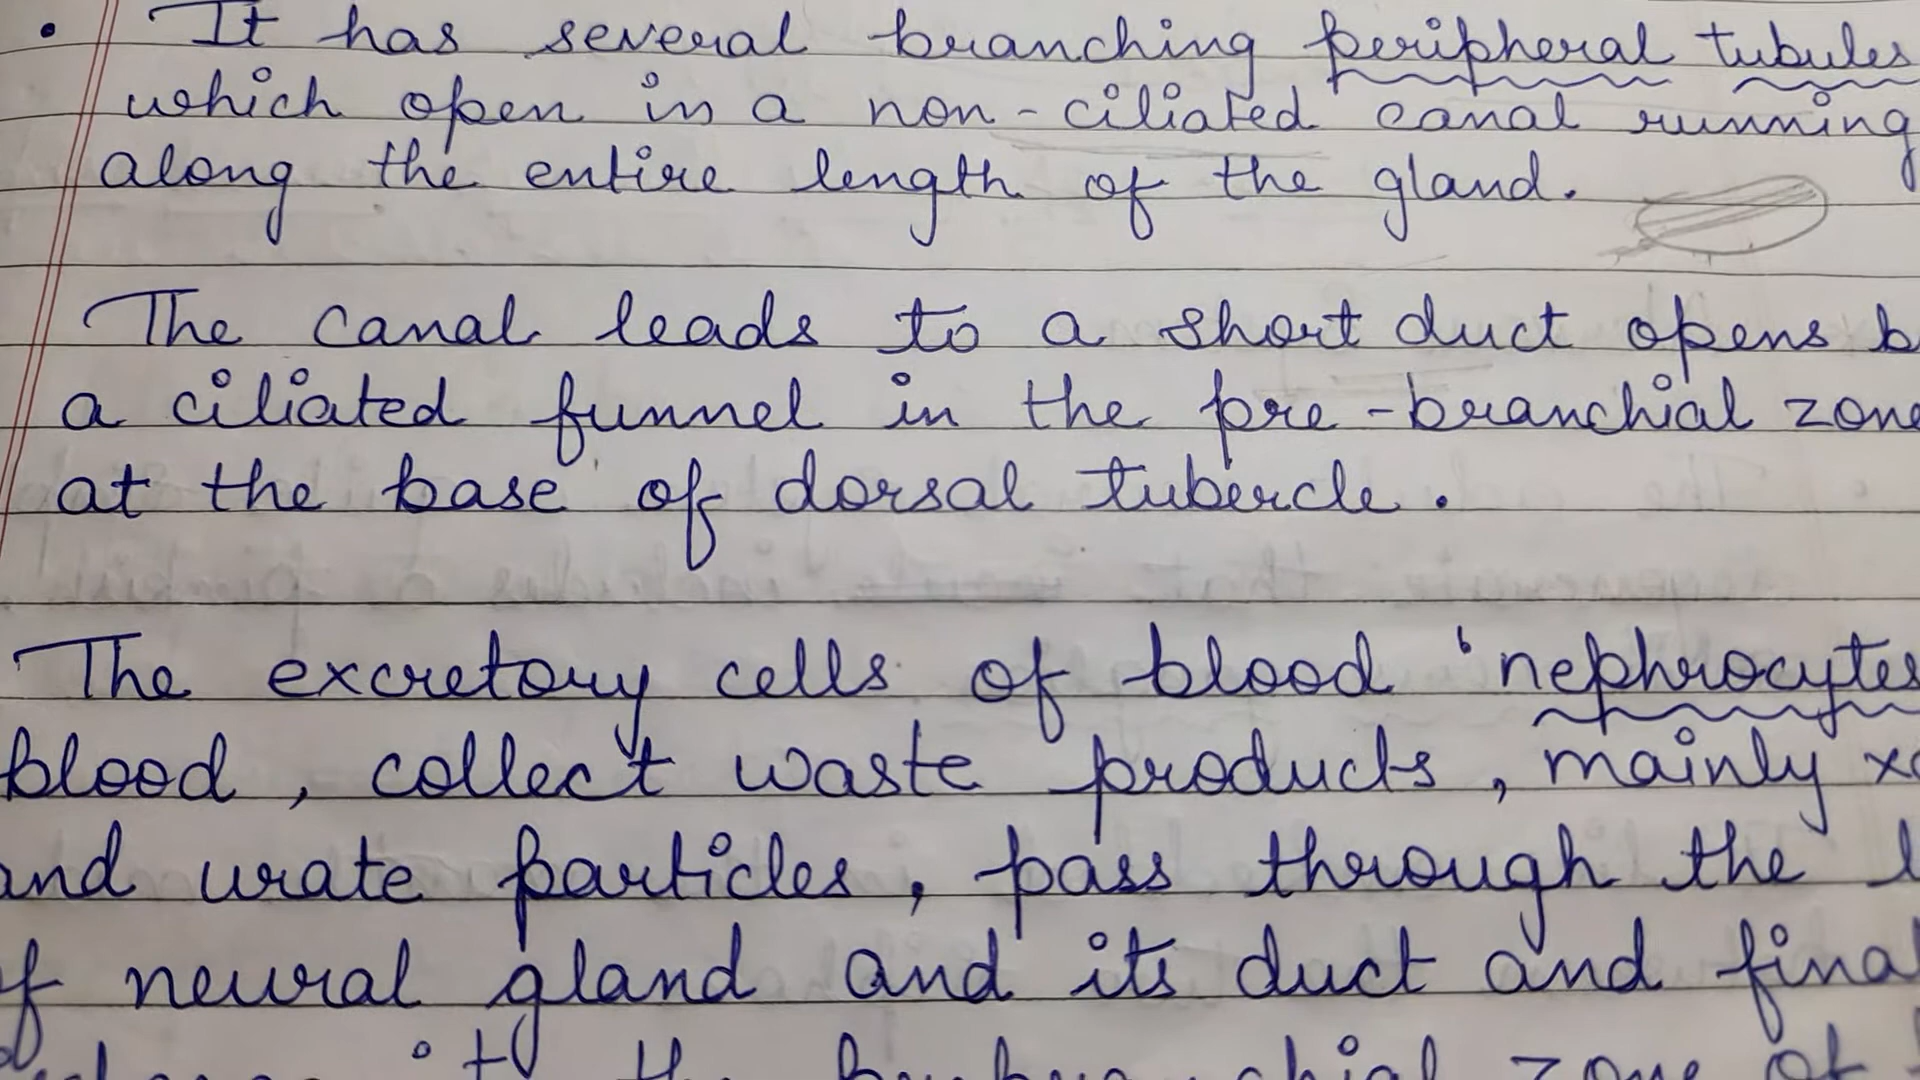 • It has several branching peripheral tubules
which open in a non-ciliated canal running
along the entire length of the gland.
The canal leads to a short duct opens
a ciliated funnel in the pre-branchial zone
at the base of dorsal tubercle.
The excretory cells of blood 'nephrocytes
blood, collect waste products, mainly
and urate particles, pass through the
of neural gland and its duct and
zone of